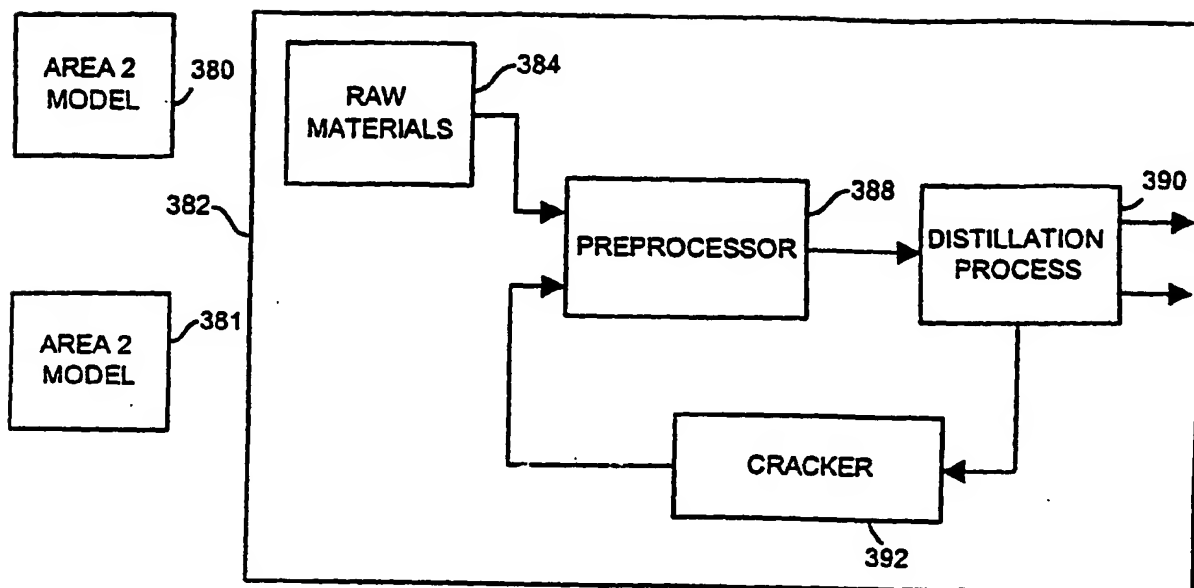 AREA 2
MODEL
380
382
AREA 2
MODEL
381
RAW
MATERIALS
384
PREPROCESSOR
388
DISTILLATION
PROCESS
390
CRACKER
392